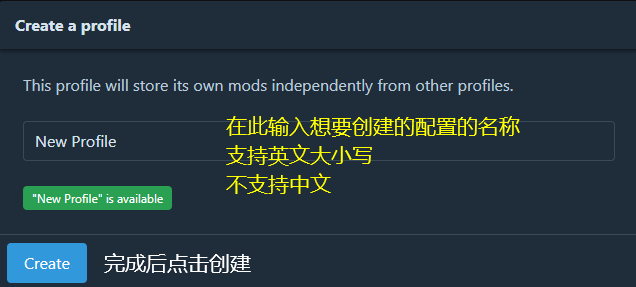 Create a profile
This profile will store its own mods independently from other profiles.
在此输入想要创建的配置的名称
New Profile
支持英文大小写
不支持中文
"New Profile" is available
Create
完成后点击创建